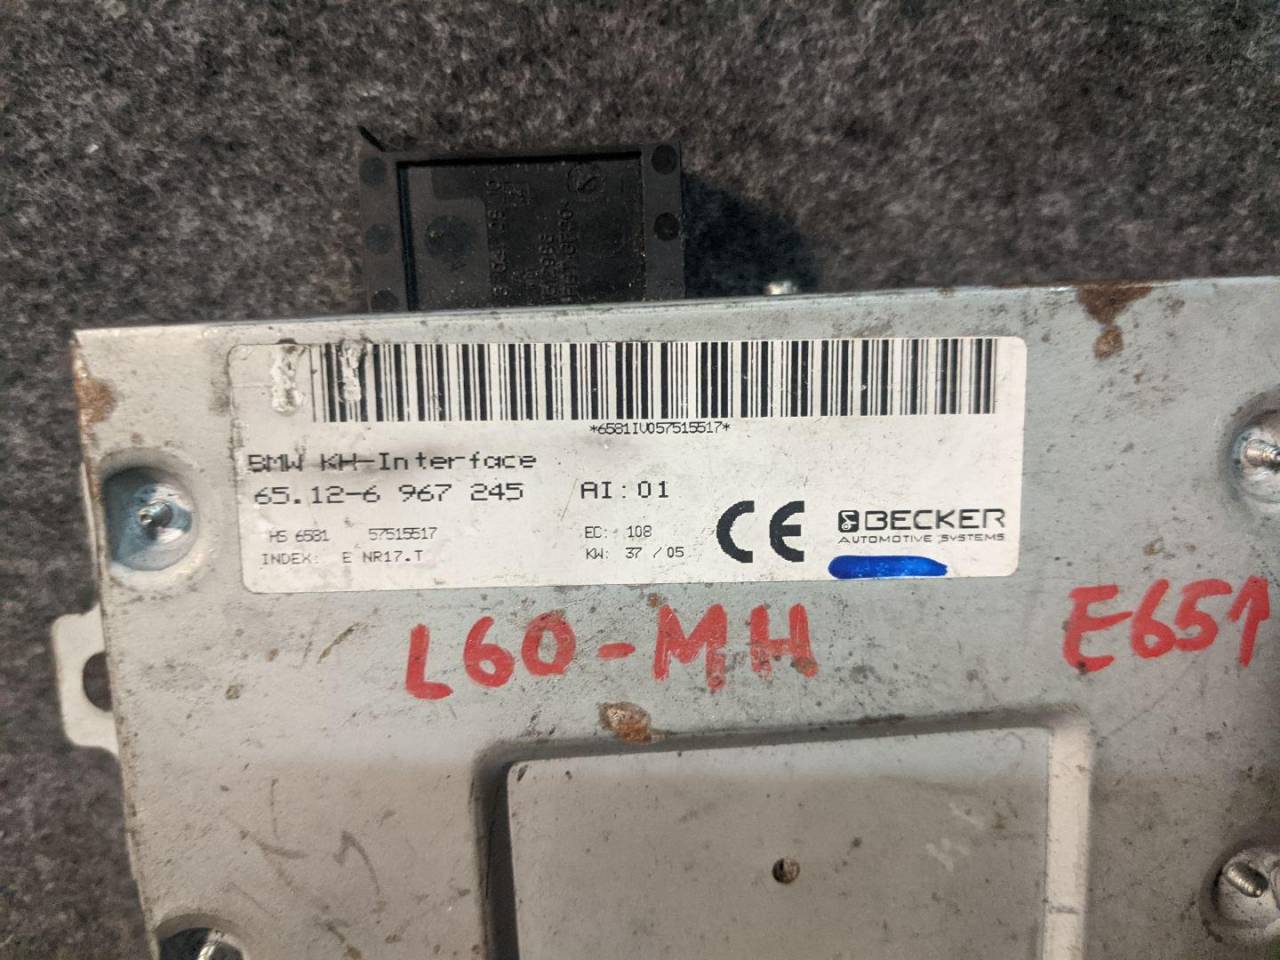 *6581IV057515517*
BMW KH-Interface
65.12-6 967 245 AI:01
HS 6581 57515517
EC: 108
INDEX: E NR17.T
KW: 37 /05
CE
BECKER
AUTOMOTIVE SYSTEMS
L60-MH
E651